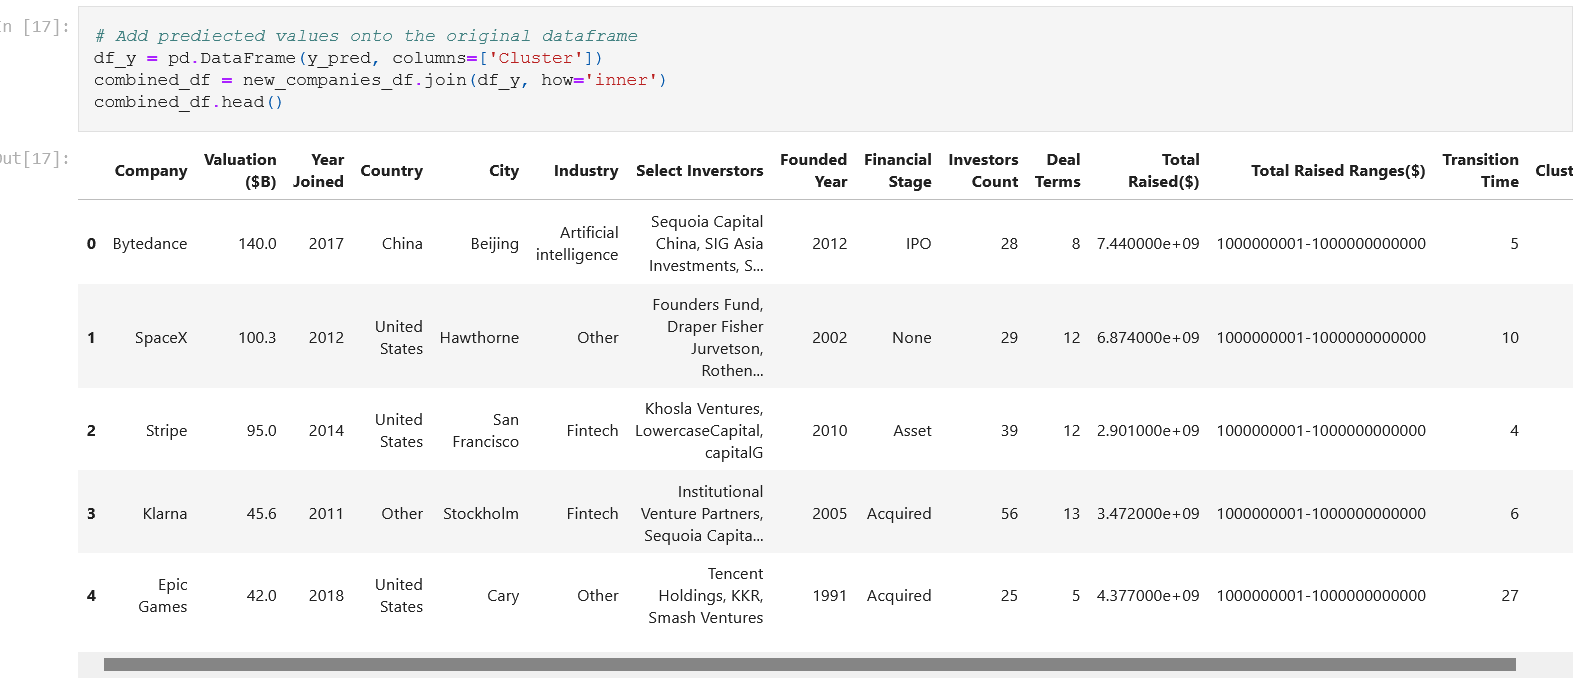 n [17]:
# Add prediected values onto the original dataframe
df_y = pd.DataFrame(y_pred, columns=['Cluster'])
combined_df = new_companies_df.join(df_y, how='inner')
combined_df.head()
ut[17]:
Company Valuation ($B) Year Joined Country City Industry Select Inverstors Founded Year Financial Stage Investors Count Deal Terms Total Raised($) Total Raised Ranges($) Transition Time Clust
0 Bytedance 140.0 2017 China Beijing Artificial intelligence Sequoia Capital China, SIG Asia Investments, S... 2012 IPO 28 8 7.440000e+09 1000000001-1000000000000 5
1 SpaceX 100.3 2012 United States Hawthorne Other Founders Fund, Draper Fisher Jurvetson, Rothen... 2002 None 29 12 6.874000e+09 1000000001-1000000000000 10
2 Stripe 95.0 2014 United States San Francisco Fintech Khosla Ventures, LowercaseCapital, capitalG 2010 Asset 39 12 2.901000e+09 1000000001-1000000000000 4
3 Klarna 45.6 2011 Other Stockholm Fintech Institutional Venture Partners, Sequoia Capita... 2005 Acquired 56 13 3.472000e+09 1000000001-1000000000000 6
4 Epic Games 42.0 2018 United States Cary Other Tencent Holdings, KKR, Smash Ventures 1991 Acquired 25 5 4.377000e+09 1000000001-1000000000000 27